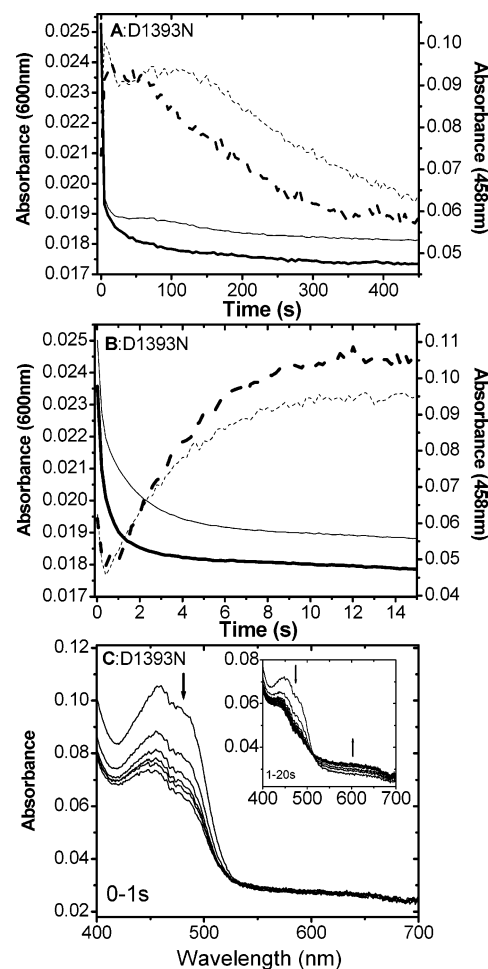 A:D1393N
0.025
0.024
0.023
0.022
0.021
0.020
0.019
0.018
0.017
Absorbance (600nm)
0.10
0.09
0.08
0.07
0.06
0.05
Absorbance (458nm)
0 100 200 300 400
Time (s)
B:D1393N
0.025
0.024
0.023
0.022
0.021
0.020
0.019
0.018
0.017
Absorbance (600nm)
0.11
0.10
0.09
0.08
0.07
0.06
0.05
0.04
Absorbance (458nm)
0 2 4 6 8 10 12 14
Time (s)
C:D1393N
0.12
0.10
0.08
0.06
0.04
0.02
Absorbance
0.08
0.06
0.04
1-20s
400 500 600 700
0-1s
400 500 600 700
Wavelength (nm)